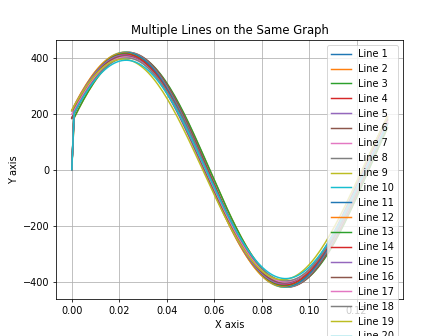 Multiple Lines on the Same Graph
Y axis
400
200
0
−200
−400
0.00
0.02
0.04
0.06
0.08
0.10
X axis
Line 1
Line 2
Line 3
Line 4
Line 5
Line 6
Line 7
Line 8
Line 9
Line 10
Line 11
Line 12
Line 13
Line 14
Line 15
Line 16
Line 17
Line 18
Line 19